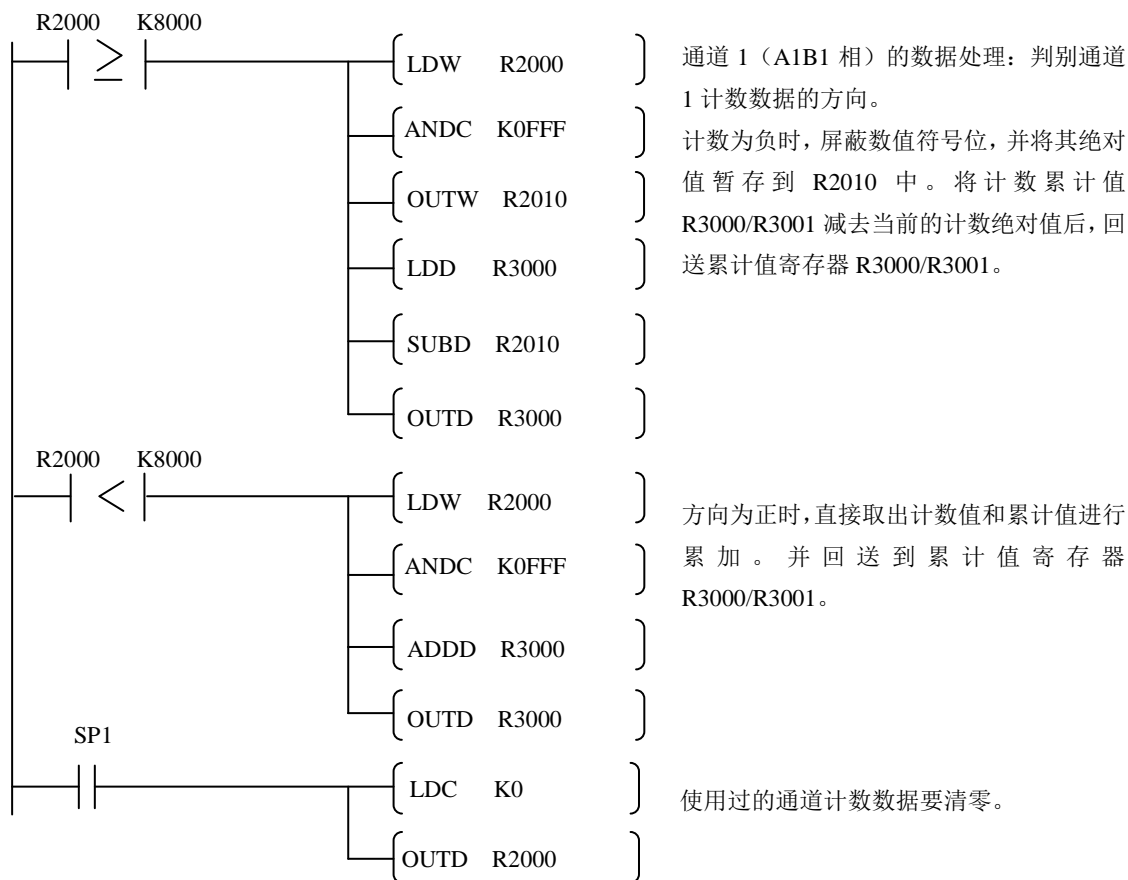 R2000 K8000
≥
LDW R2000
ANDC K0FFF
OUTW R2010
LDD R3000
SUBD R2010
OUTD R3000
通道 1（A1B1 相）的数据处理：判别通道
1 计数数据的方向。
计数为负时，屏蔽数值符号位，并将其绝对
值暂存到 R2010 中。将计数累计值
R3000/R3001 减去当前的计数绝对值后，回
送累计值寄存器 R3000/R3001。
R2000 K8000
<
LDW R2000
ANDC K0FFF
ADDD R3000
OUTD R3000
方向为正时，直接取出计数值和累计值进行
累加。并回送到累计值寄存器
R3000/R3001。
SP1
LDC K0
OUTD R2000
使用过的通道计数数据要清零。